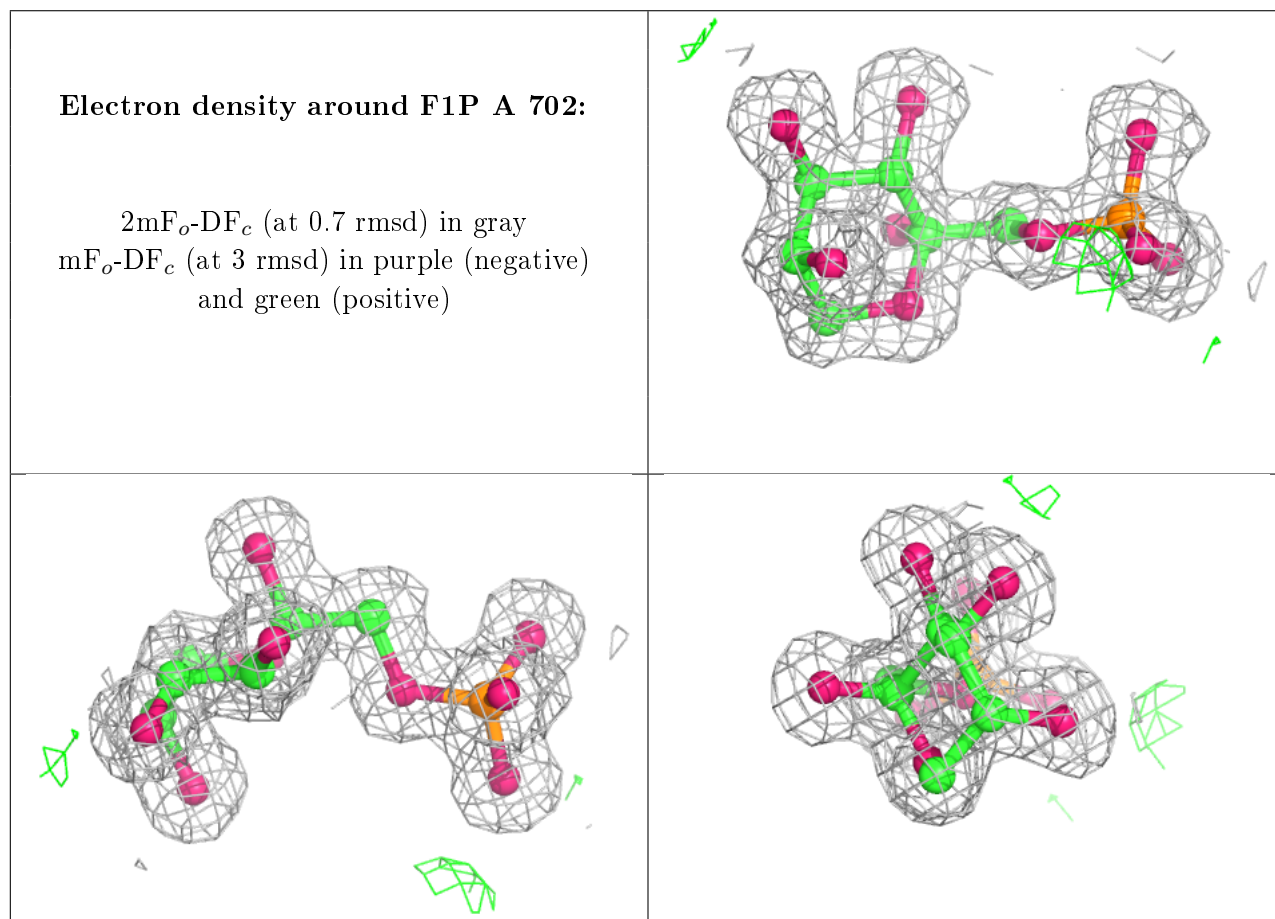 Electron density around F1P A 702:
2mFo-DFc (at 0.7 rmsd) in gray
mFo-DFc (at 3 rmsd) in purple (negative)
and green (positive)